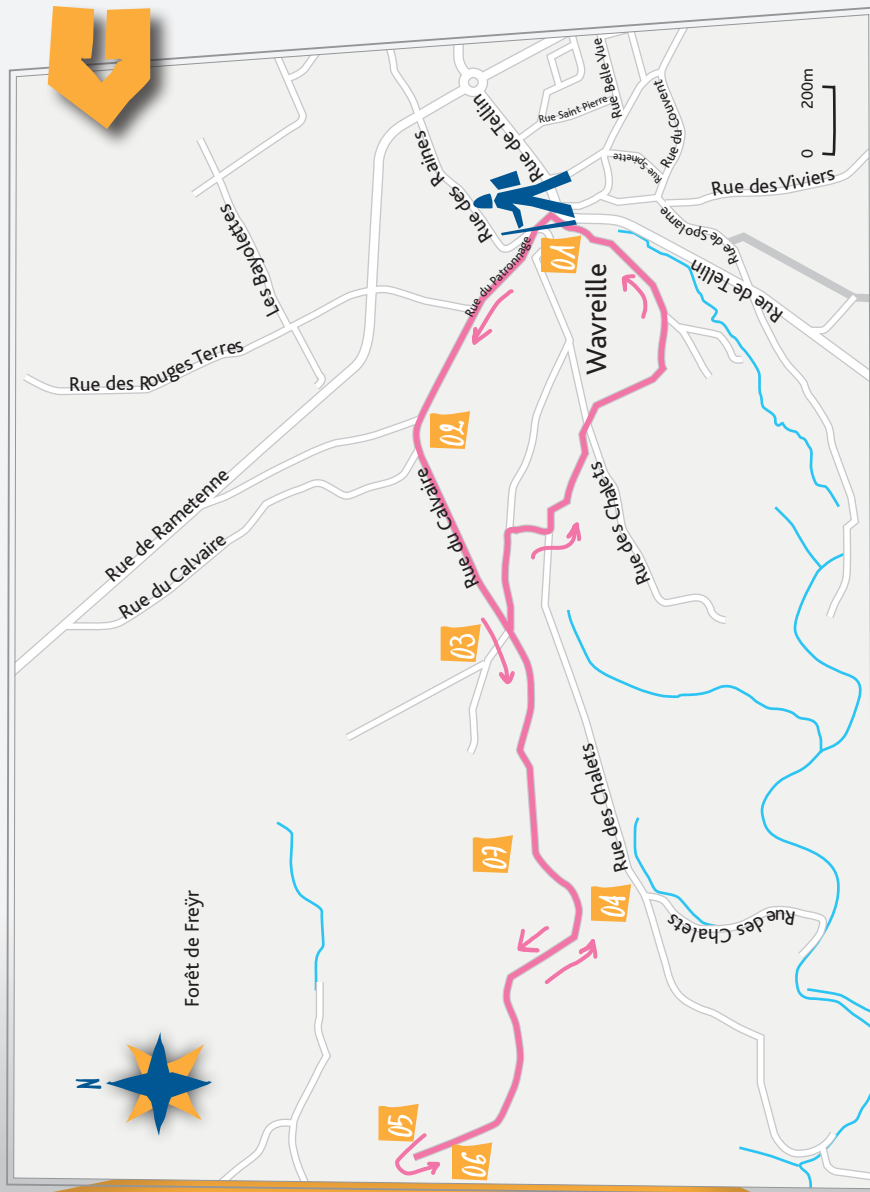 N
Forêt de Freÿr
Rue de Rametenne
Rue du Calvaire
Rue des Rouges Terres
Les Bayolettes
Rue des Raines
Rue de Tellin
Rue Saint Pierre
Rue Belle Vue
Rue du Couvent
Rue Spinette
Rue des Viviers
Rue de Spolame
Rue de Tellin
Rue du Patronnage
Wavreille
Rue du Calvaire
Rue des Chalets
Rue des Chalets
Rue des Chalets
01
02
03
04
05
06
07
0
200m